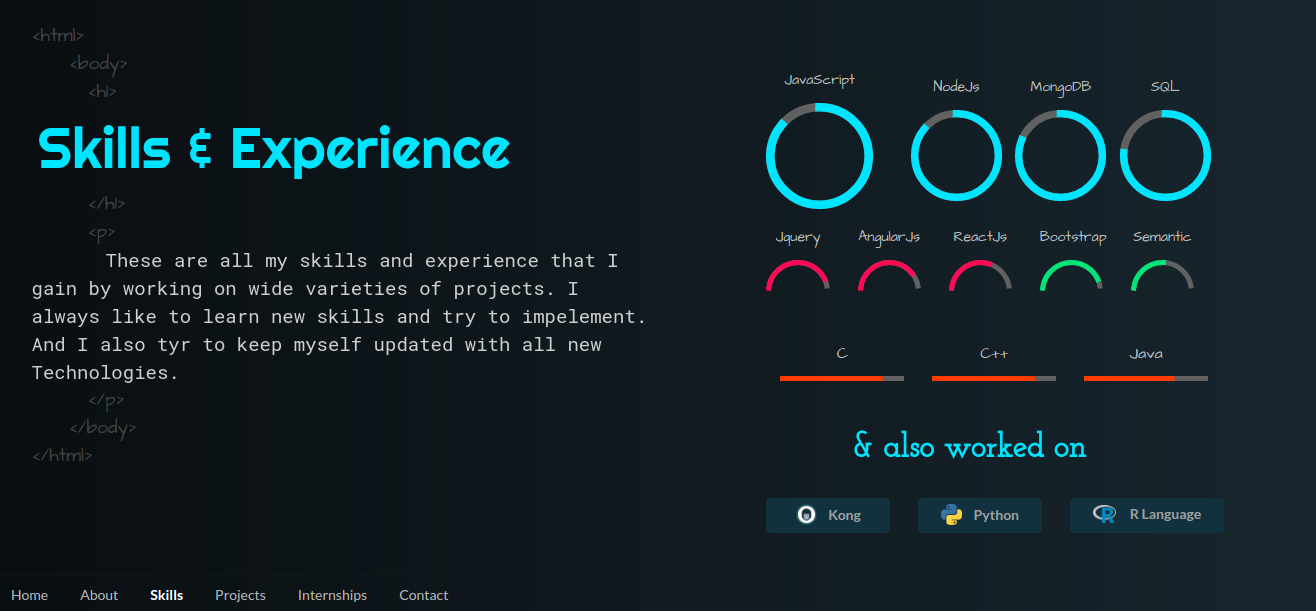 <html>
<body>
<h1>
Skills & Experience
</h1>
<p>
These are all my skills and experience that I
gain by working on wide varieties of projects. I
always like to learn new skills and try to impelement.
And I also tyr to keep myself updated with all new
Technologies.
</p>
</body>
</html>
JavaScript NodeJs MongoDB SQL
Jquery AngularJs ReactJs Bootstrap Semantic
C C++ Java
& also worked on
Kong Python R Language
Home About Skills Projects Internships Contact